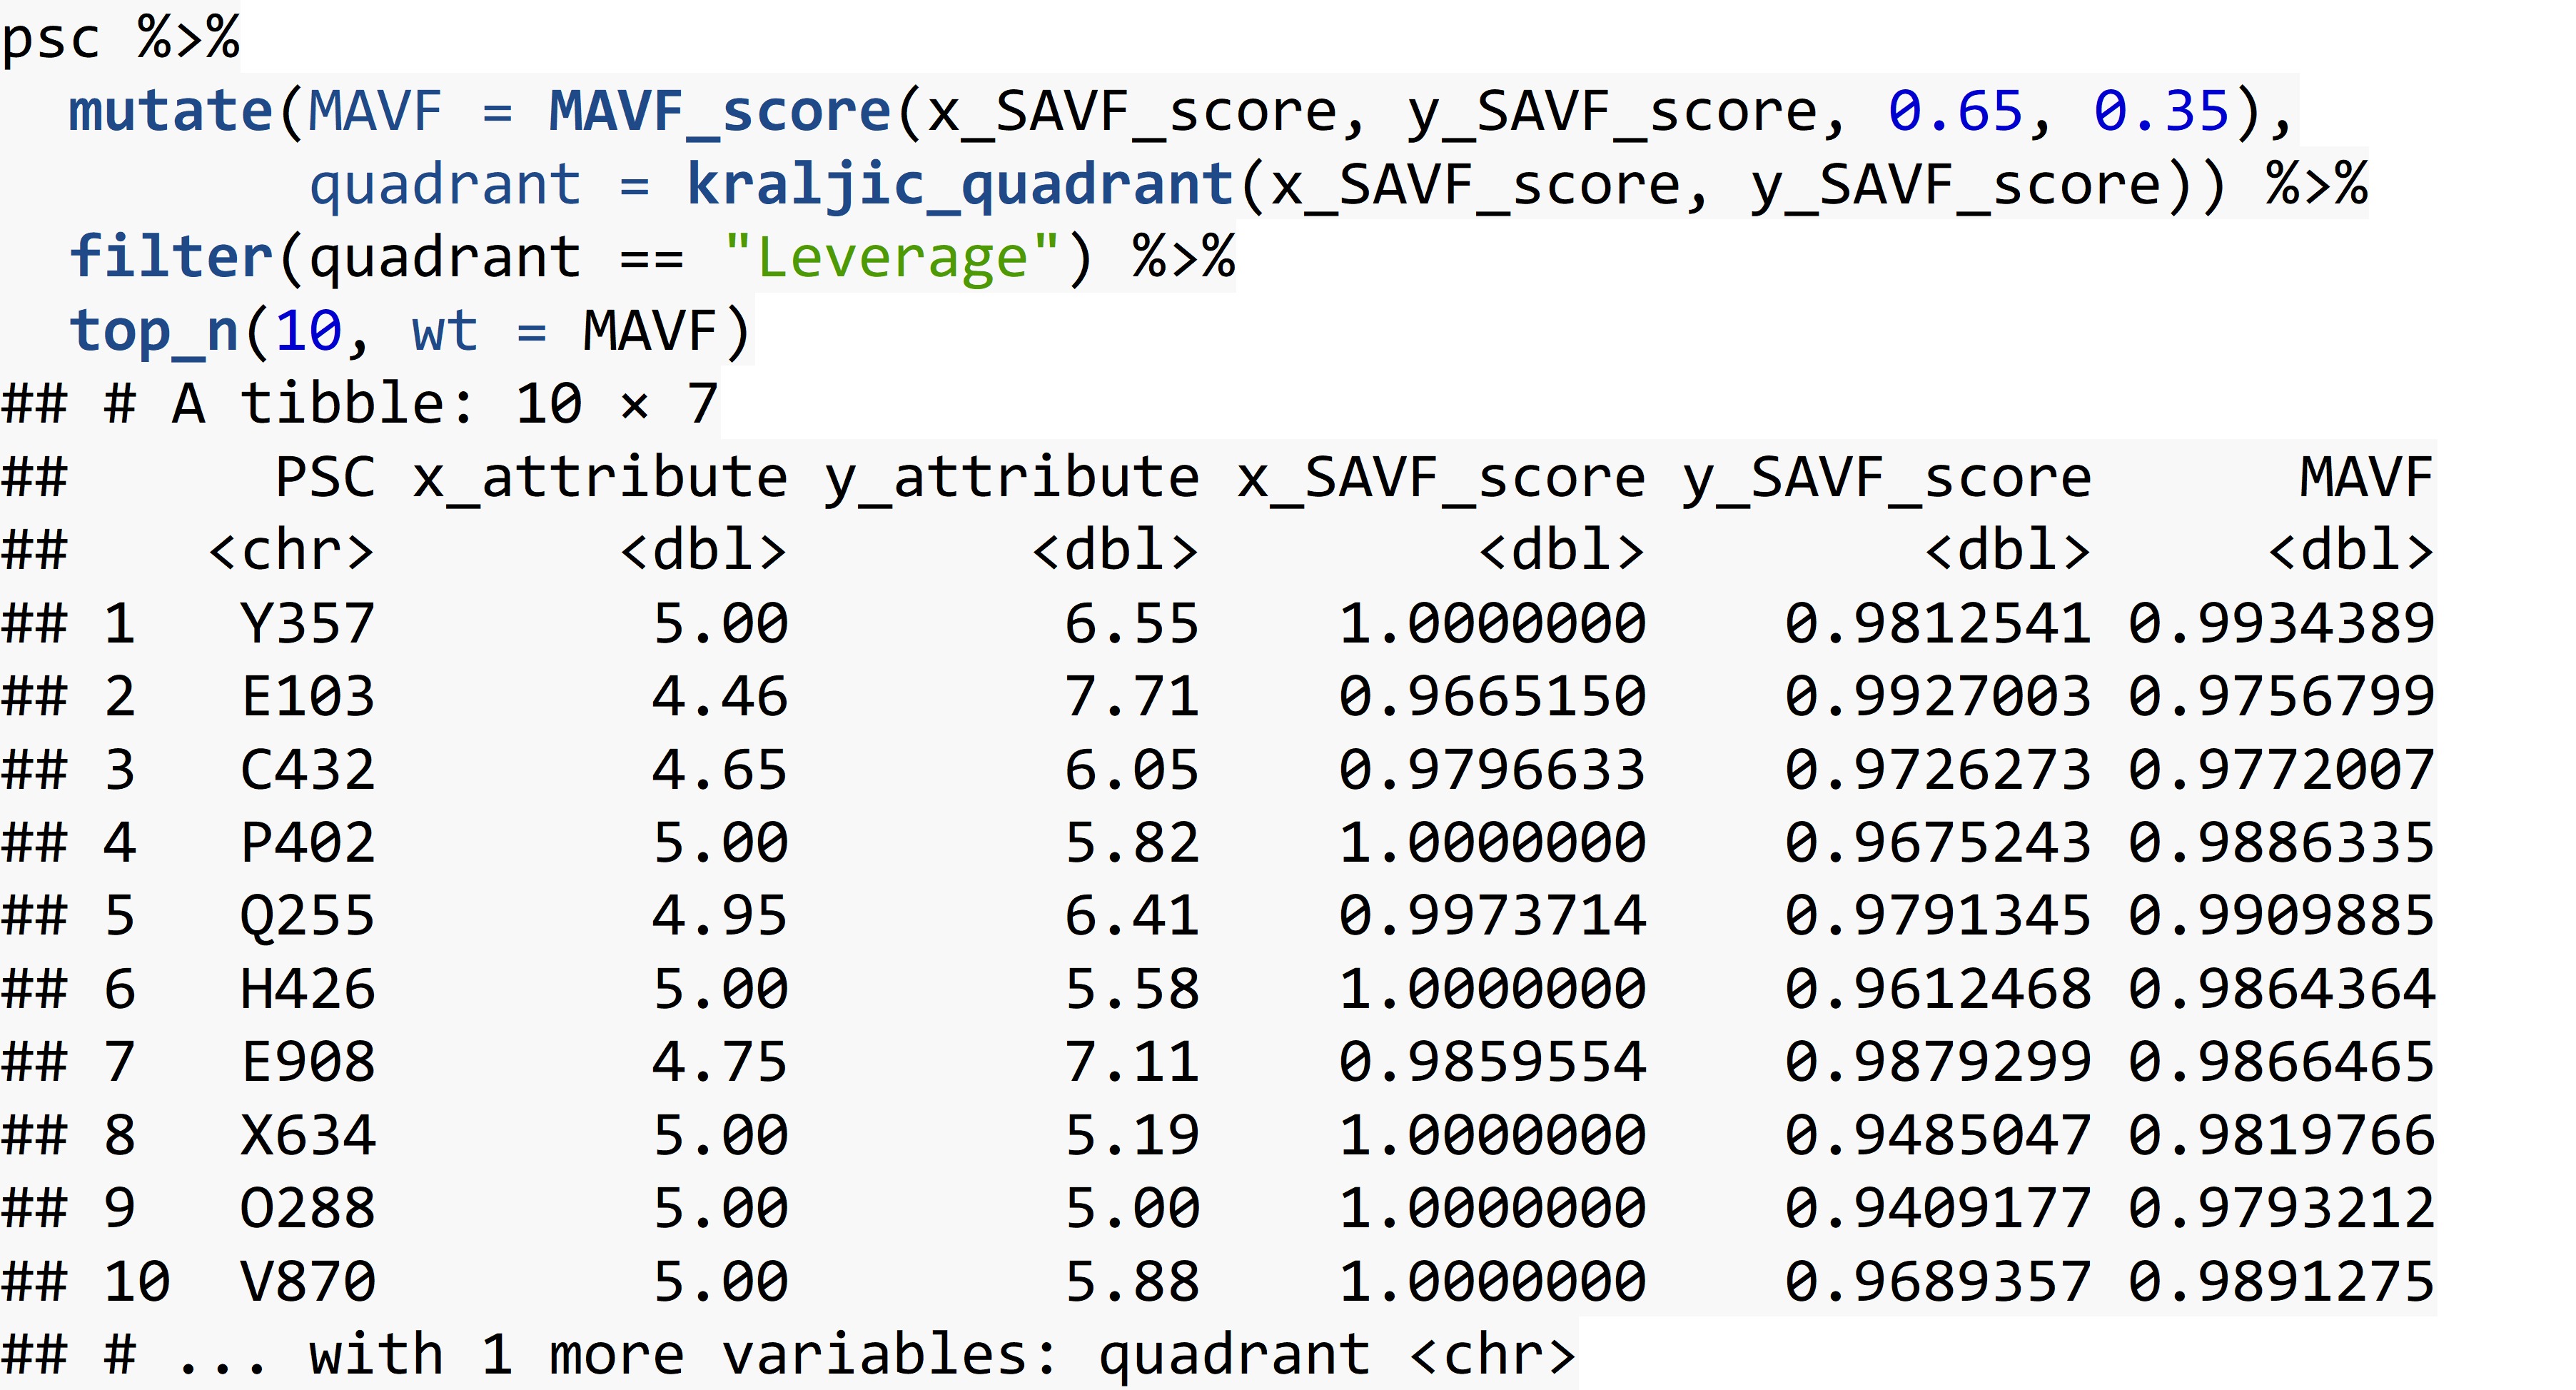 psc %>%
  mutate(MAVF = MAVF_score(x_SAVF_score, y_SAVF_score, 0.65, 0.35),
         quadrant = kraljic_quadrant(x_SAVF_score, y_SAVF_score)) %>%
  filter(quadrant == "Leverage") %>%
  top_n(10, wt = MAVF)
## # A tibble: 10 × 7
##      PSC x_attribute y_attribute x_SAVF_score y_SAVF_score      MAVF
##    <chr>       <dbl>       <dbl>        <dbl>        <dbl>     <dbl>
## 1   Y357        5.00        6.55    1.0000000    0.9812541 0.9934389
## 2   E103        4.46        7.71    0.9665150    0.9927003 0.9756799
## 3   C432        4.65        6.05    0.9796633    0.9726273 0.9772007
## 4   P402        5.00        5.82    1.0000000    0.9675243 0.9886335
## 5   Q255        4.95        6.41    0.9973714    0.9791345 0.9909885
## 6   H426        5.00        5.58    1.0000000    0.9612468 0.9864364
## 7   E908        4.75        7.11    0.9859554    0.9879299 0.9866465
## 8   X634        5.00        5.19    1.0000000    0.9485047 0.9819766
## 9   O288        5.00        5.00    1.0000000    0.9409177 0.9793212
## 10  V870        5.00        5.88    1.0000000    0.9689357 0.9891275
## # ... with 1 more variables: quadrant <chr>